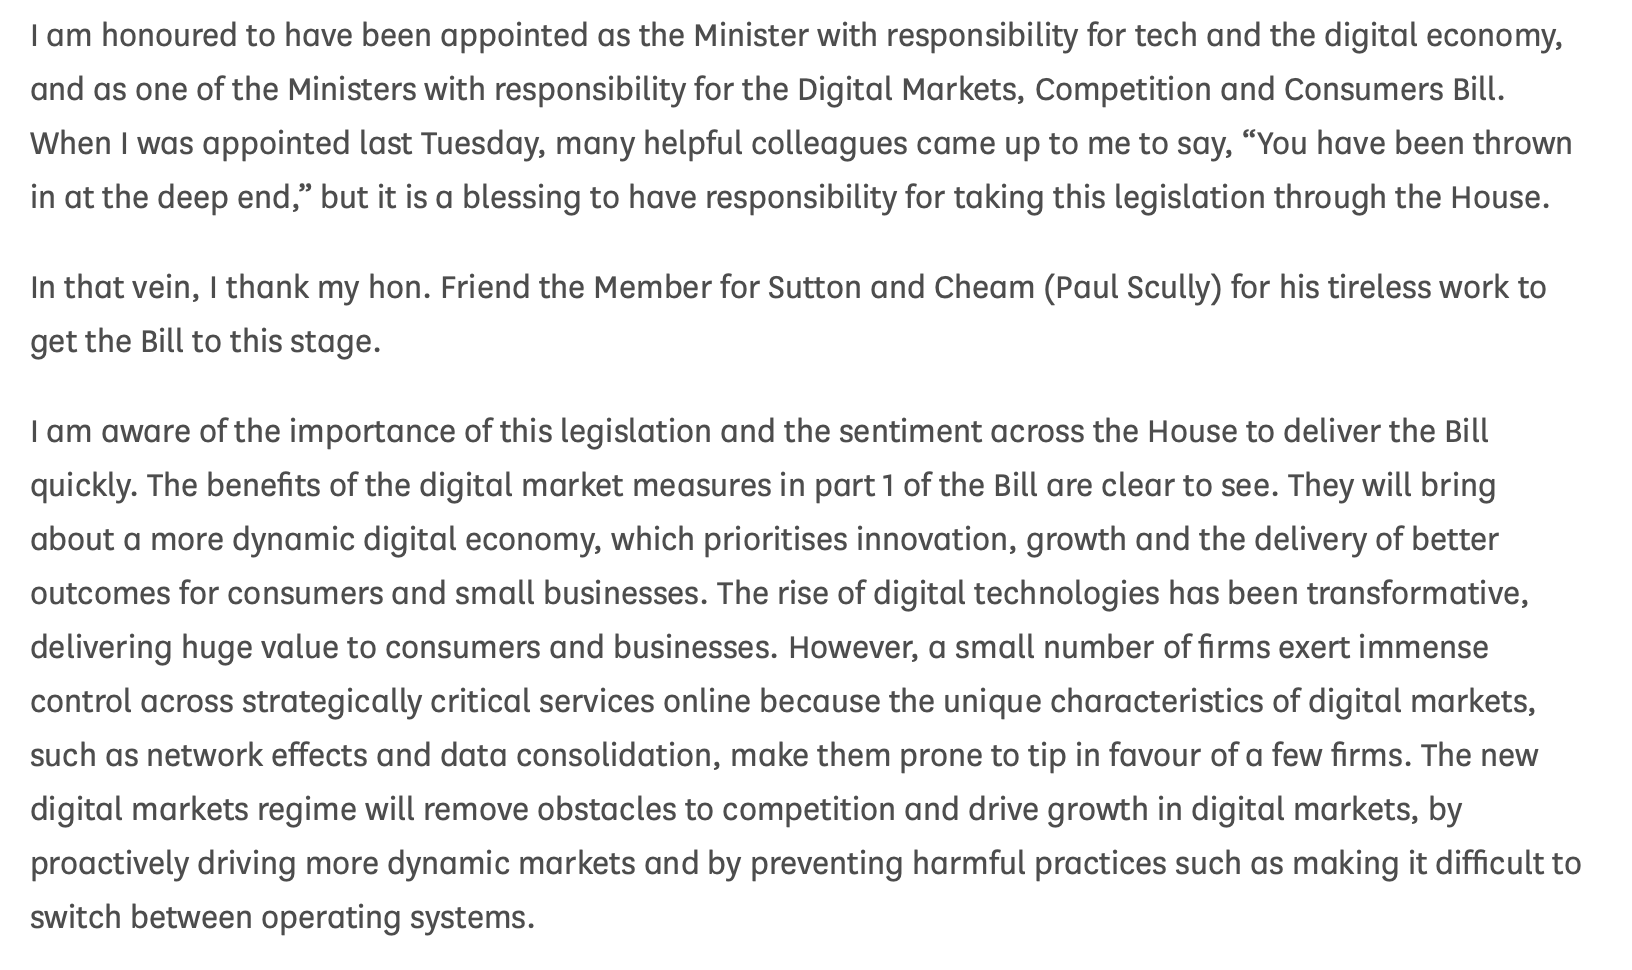 I am honoured to have been appointed as the Minister with responsibility for tech and the digital economy,
and as one of the Ministers with responsibility for the Digital Markets, Competition and Consumers Bill.
When I was appointed last Tuesday, many helpful colleagues came up to me to say, “You have been thrown
in at the deep end,” but it is a blessing to have responsibility for taking this legislation through the House.
In that vein, I thank my hon. Friend the Member for Sutton and Cheam (Paul Scully) for his tireless work to
get the Bill to this stage.
I am aware of the importance of this legislation and the sentiment across the House to deliver the Bill
quickly. The benefits of the digital market measures in part 1 of the Bill are clear to see. They will bring
about a more dynamic digital economy, which prioritises innovation, growth and the delivery of better
outcomes for consumers and small businesses. The rise of digital technologies has been transformative,
delivering huge value to consumers and businesses. However, a small number of firms exert immense
control across strategically critical services online because the unique characteristics of digital markets,
such as network effects and data consolidation, make them prone to tip in favour of a few firms. The new
digital markets regime will remove obstacles to competition and drive growth in digital markets, by
proactively driving more dynamic markets and by preventing harmful practices such as making it difficult to
switch between operating systems.